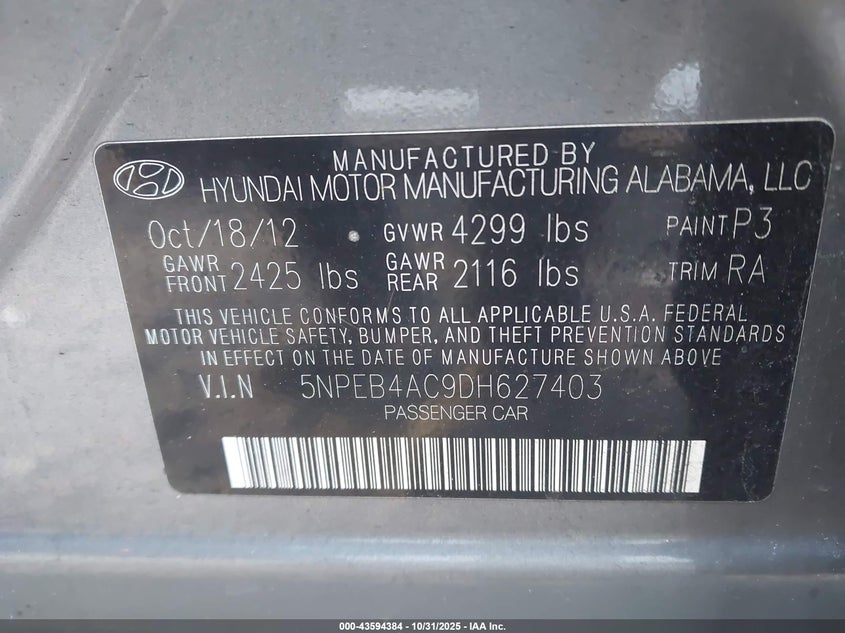 MANUFACTURED BY
HYUNDAI MOTOR MANUFACTURING ALABAMA, LLC
Oct/18/12 GVWR 4299 lbs PAINT P3
GAWR FRONT 2425 lbs GAWR REAR 2116 lbs TRIM RA
THIS VEHICLE CONFORMS TO ALL APPLICABLE U.S.A. FEDERAL
MOTOR VEHICLE SAFETY, BUMPER, AND THEFT PREVENTION STANDARDS
IN EFFECT ON THE DATE OF MANUFACTURE SHOWN ABOVE
V.I.N 5NPEB4AC9DH627403
PASSENGER CAR
000-43594384 - 10/31/2025 - IAA Inc.